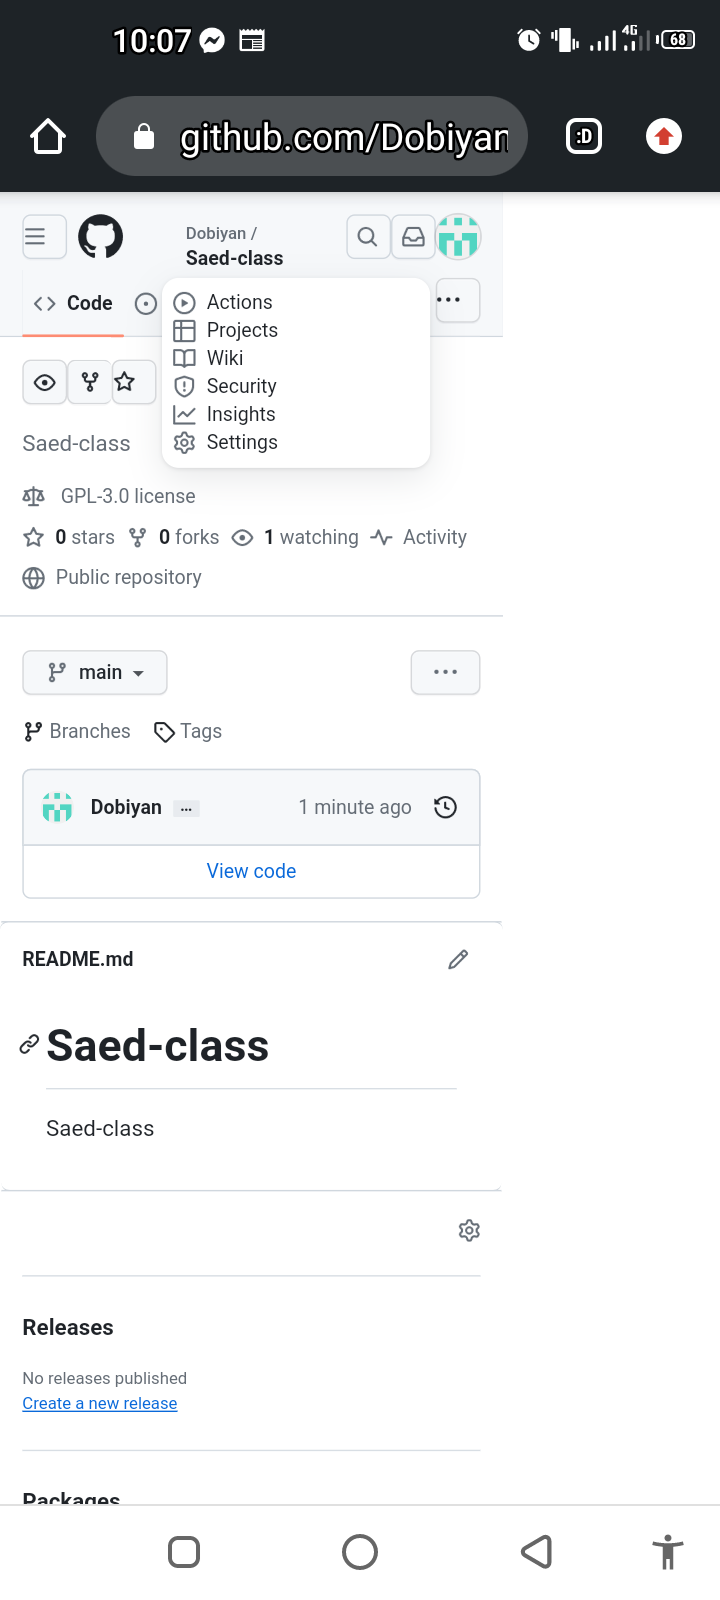 10:07
4G
68
github.com/Dobiyan
:D
Dobiyan /
Saed-class
Code
Actions
Projects
Wiki
Security
Insights
Settings
Saed-class
GPL-3.0 license
0 stars 0 forks 1 watching Activity
Public repository
main
Branches Tags
Dobiyan ... 1 minute ago
View code
README.md
Saed-class
Saed-class
Releases
No releases published
Create a new release
Packages